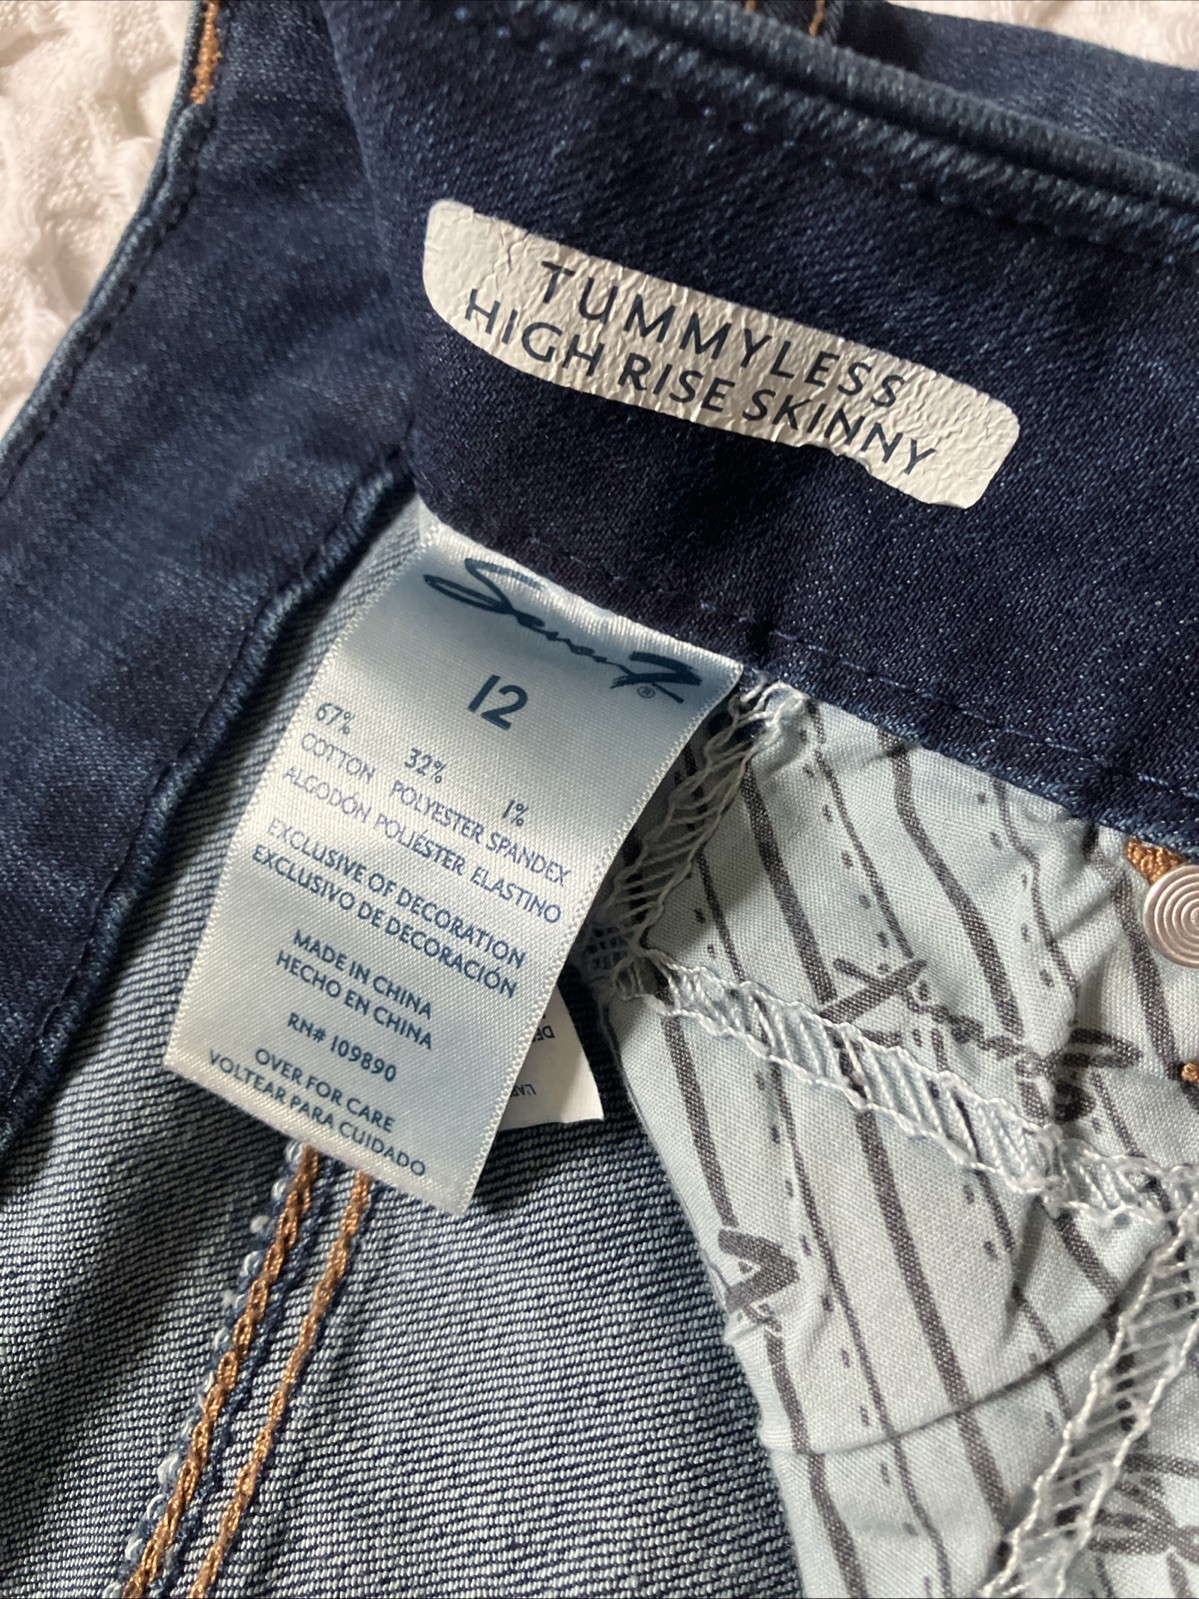 TUMMYLESS
HIGH RISE SKINNY
Seven7®
12
67% 32% 1%
COTTON POLYESTER SPANDEX
ALGODÓN POLIÉSTER ELASTINO
EXCLUSIVE OF DECORATION
EXCLUSIVO DE DECORACIÓN
MADE IN CHINA
HECHO EN CHINA
RN# 109890
OVER FOR CARE
VOLTEAR PARA CUIDADO